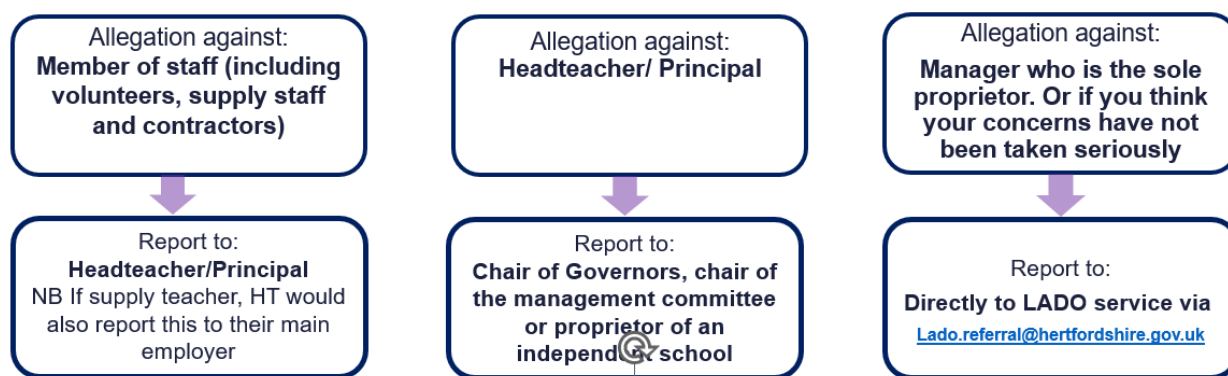 Allegation against:
Member of staff (including
volunteers, supply staff
and contractors)
Report to:
Headteacher/Principal
NB If supply teacher, HT would
also report this to their main
employer
Allegation against:
Headteacher/ Principal
Report to:
Chair of Governors, chair of
the management committee
or proprietor of an
independent school
Allegation against:
Manager who is the sole
proprietor. Or if you think
your concerns have not
been taken seriously
Report to:
Directly to LADO service via
Lado.referral@hertfordshire.gov.uk